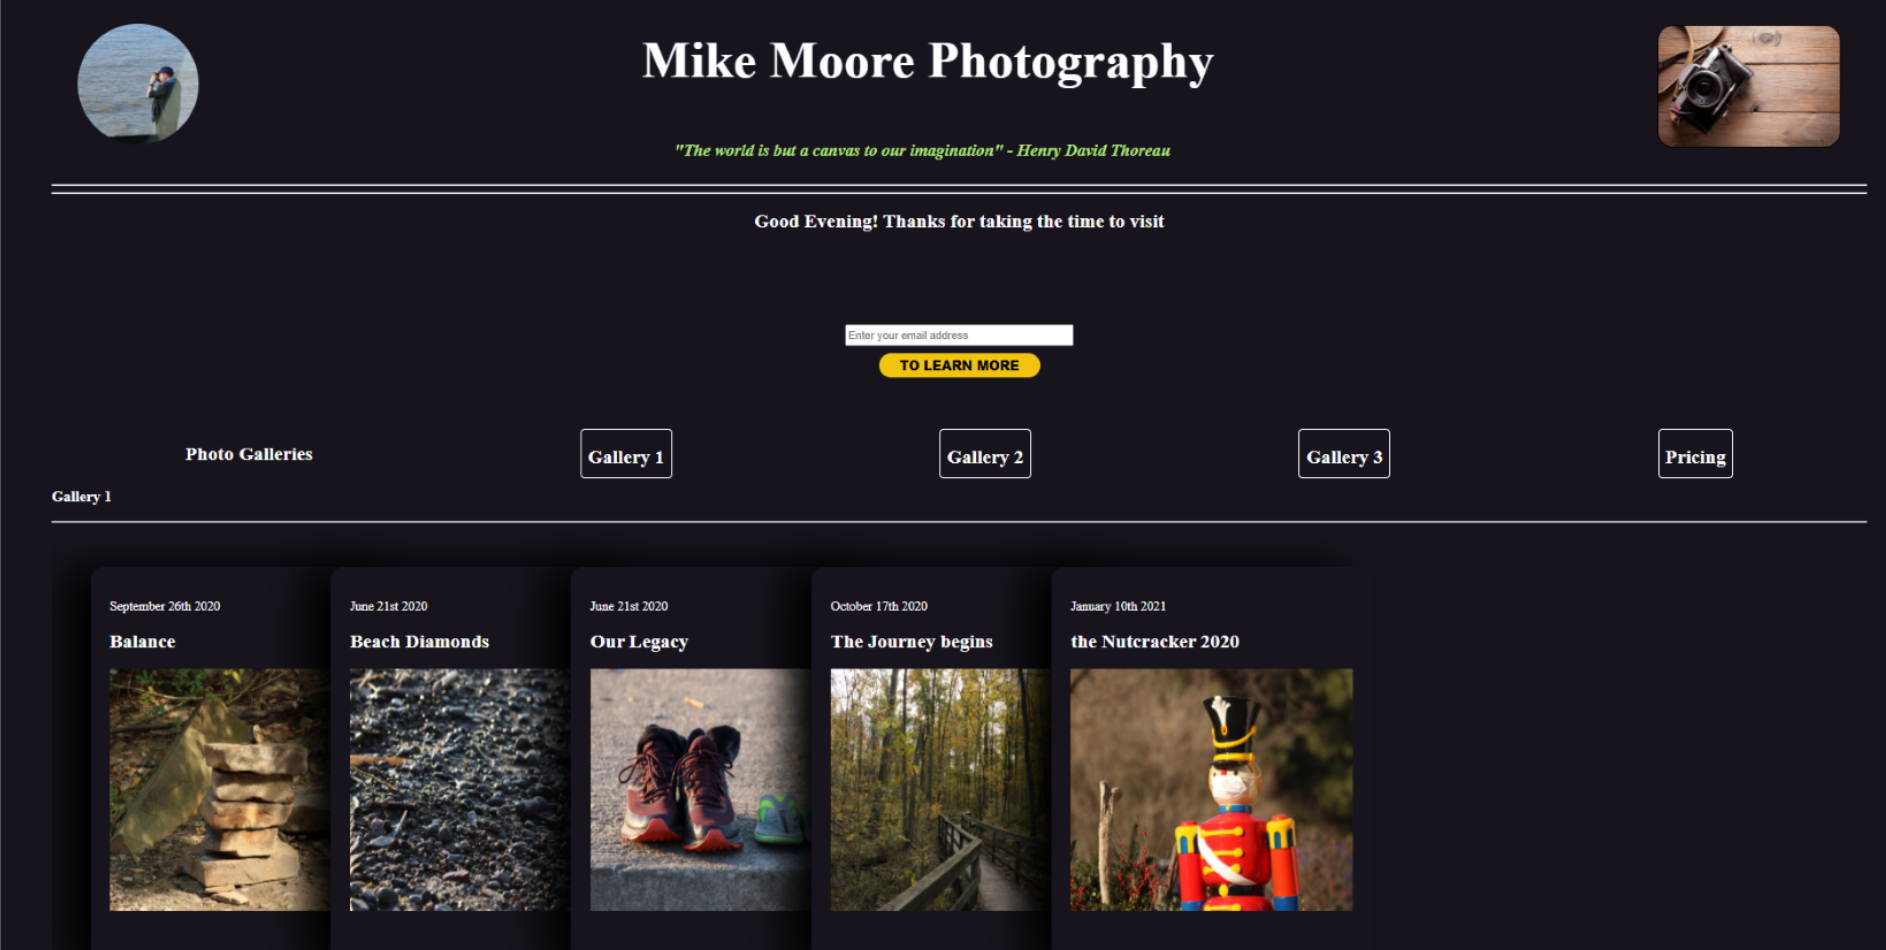 Mike Moore Photography
"The world is but a canvas to our imagination" - Henry David Thoreau
Good Evening! Thanks for taking the time to visit
Enter your email address
TO LEARN MORE
Photo Galleries
Gallery 1
Gallery 2
Gallery 3
Pricing
Gallery 1
September 26th 2020
Balance
June 21st 2020
Beach Diamonds
June 21st 2020
Our Legacy
October 17th 2020
The Journey begins
January 10th 2021
the Nutcracker 2020